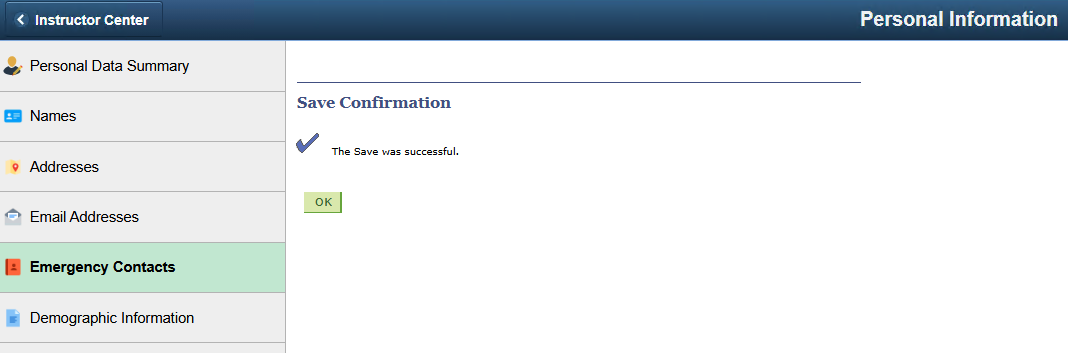 Instructor Center
Personal Information
Personal Data Summary
Names
Addresses
Email Addresses
Emergency Contacts
Demographic Information
Save Confirmation
The Save was successful.
OK